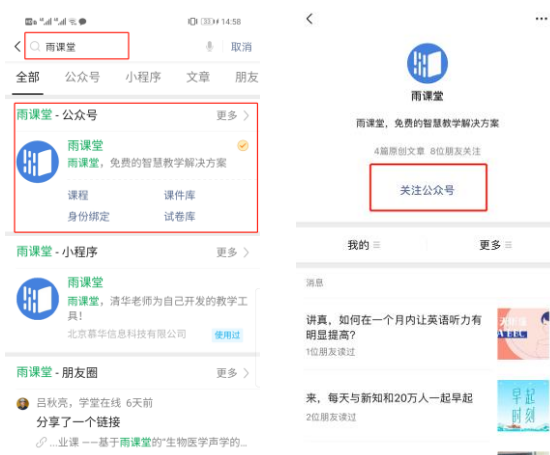 14:58
雨课堂
取消
全部 公众号 小程序 文章 朋友
雨课堂 - 公众号 更多
雨课堂
雨课堂，免费的智慧教学解决方案
课程 课件库
身份绑定 试卷库
雨课堂 - 小程序 更多
雨课堂
雨课堂，清华老师为自己开发的教学工
具！
北京慕华信息科技有限公司 使用过
雨课堂 - 朋友圈 更多
吕秋亮，学堂在线 6天前
分享了一个链接
...业课 ——基于雨课堂的“生物医学声学的...
雨课堂
雨课堂，免费的智慧教学解决方案
4篇原创文章 8位朋友关注
关注公众号
我的 更多
消息
讲真，如何在一个月内让英语听力有
明显提高？
1位朋友读过
来，每天与新知和20万人一起早起
2位朋友读过
早起
时刻